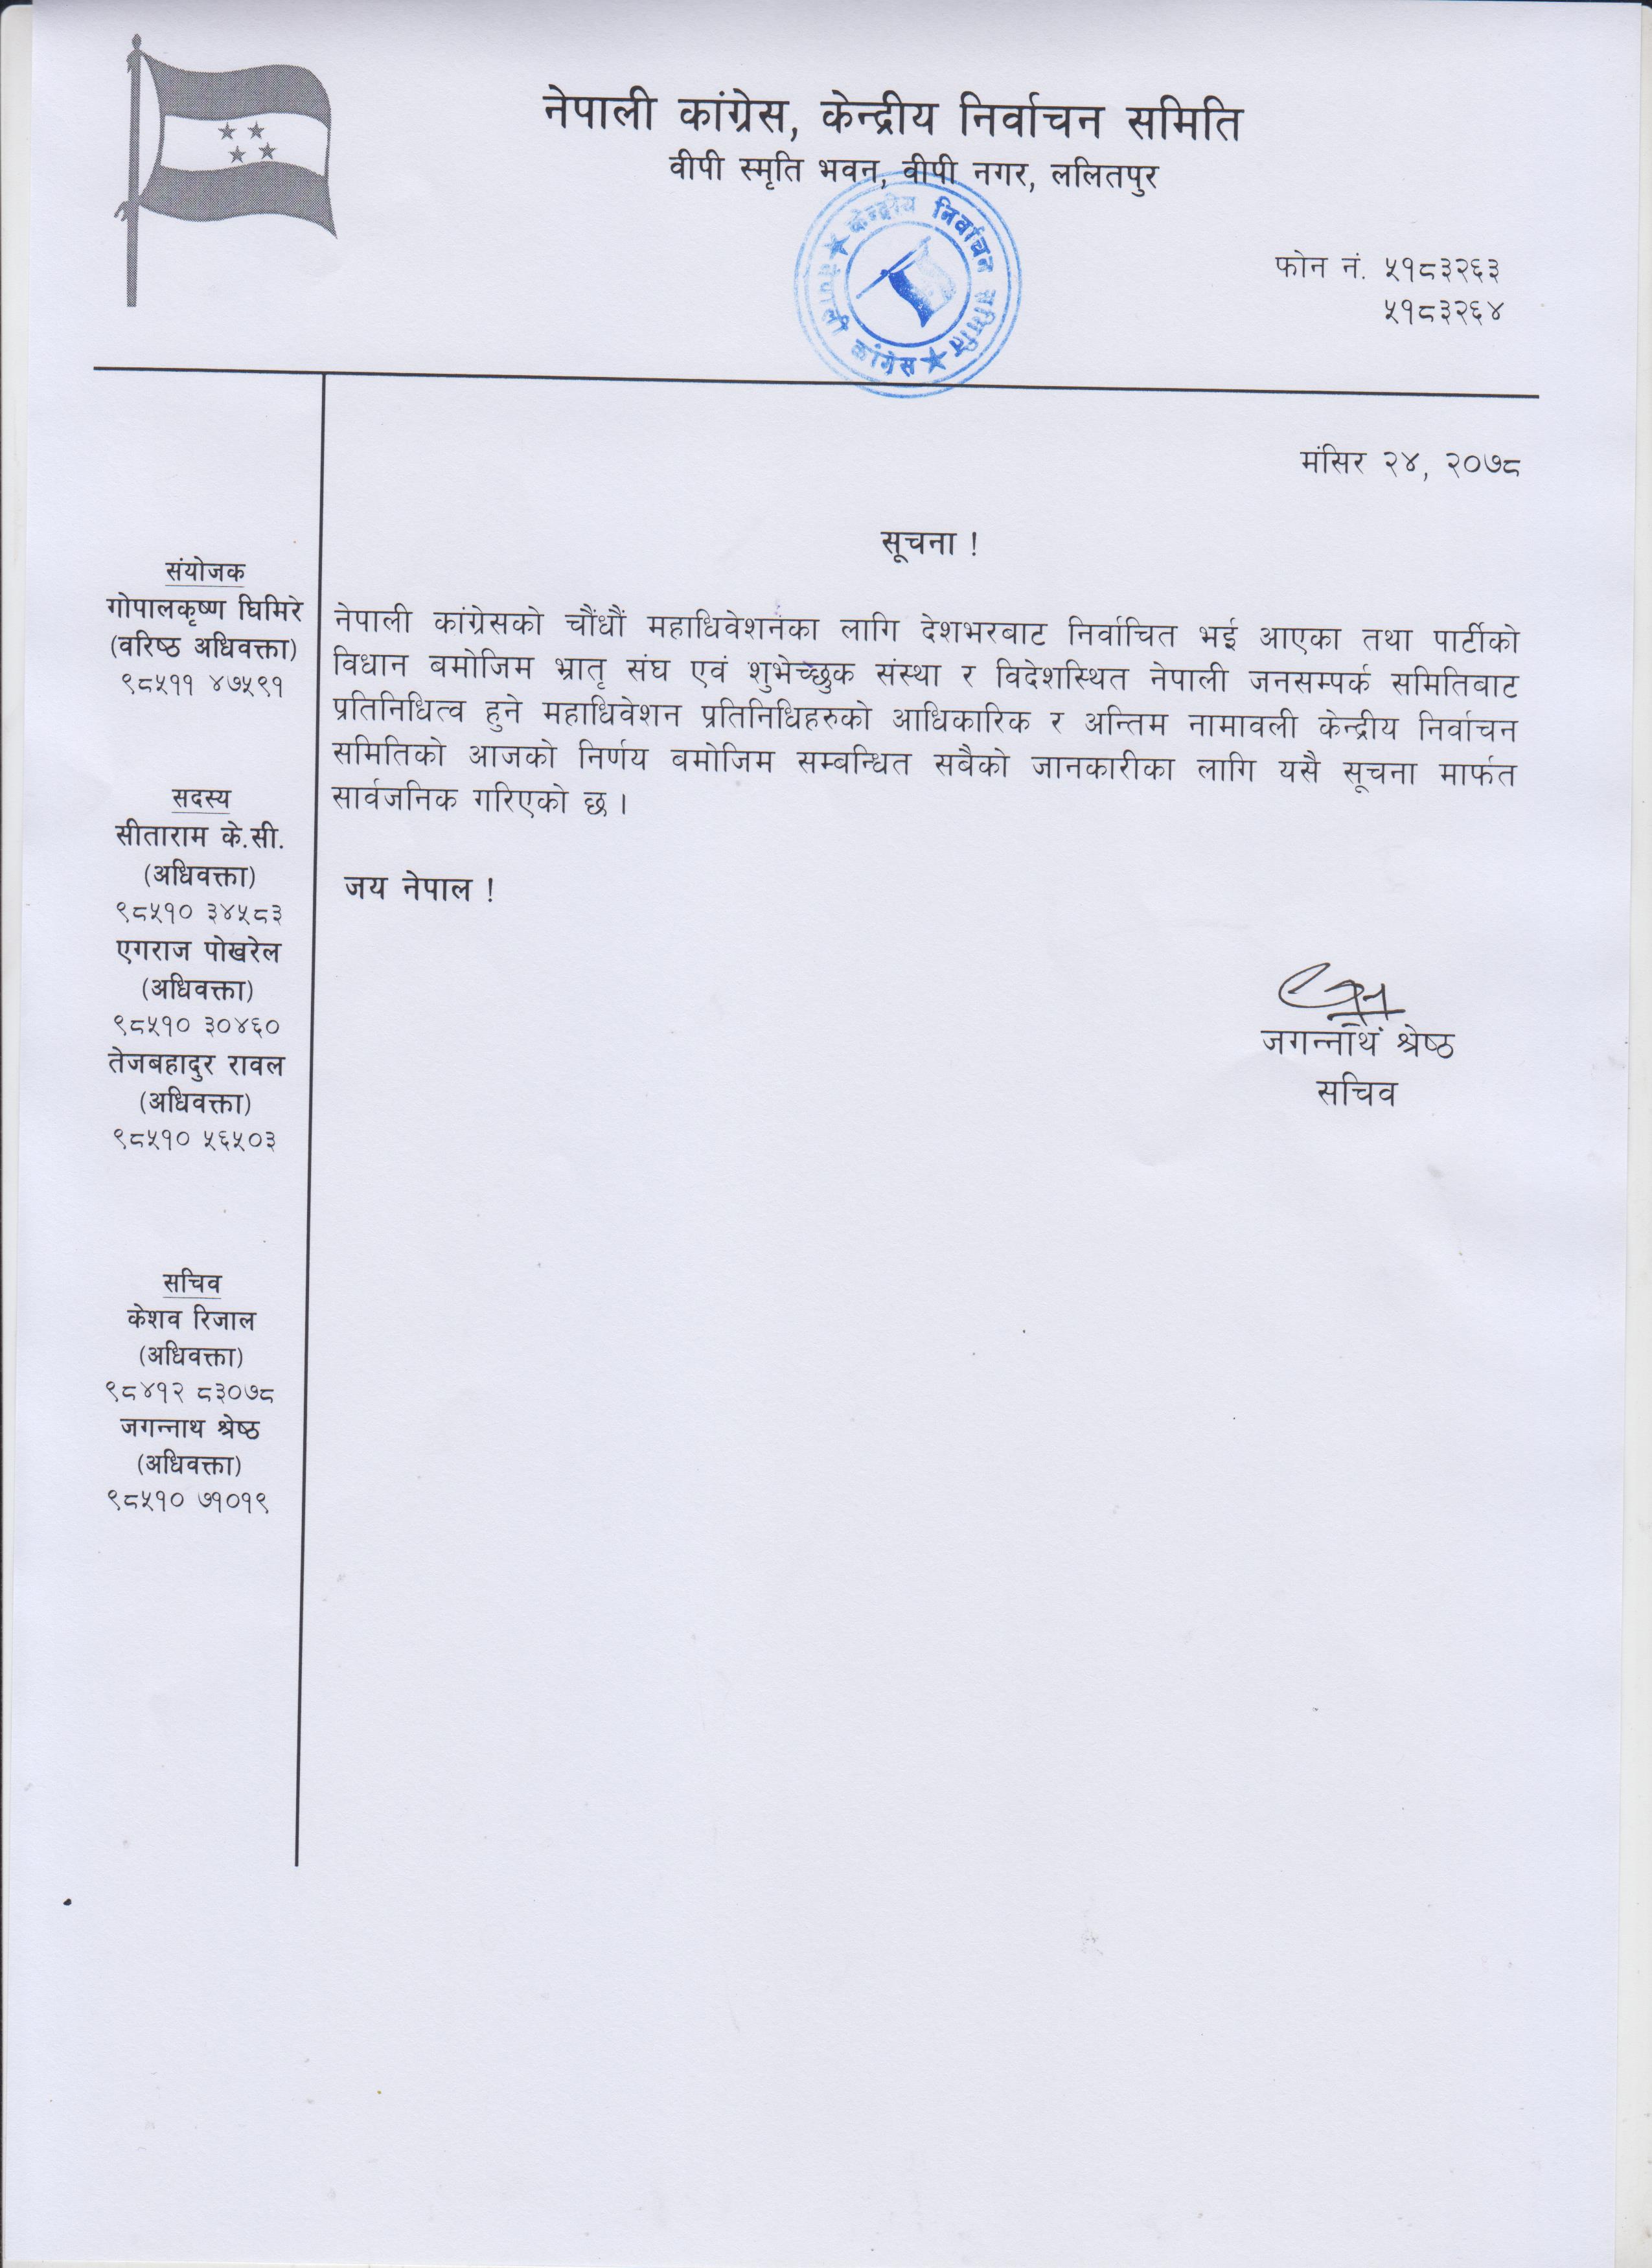 नेपाली कांग्रेस, केन्द्रीय निर्वाचन समिति
वीपी स्मृति भवन, वीपी नगर, ललितपुर
नेपाली कांग्रेस ★ केन्द्रीय निर्वाचन समिति ★
फोन नं. ५१८३२६३
५१८३२६४
मंसिर २४, २०७८
सूचना !
संयोजक
गोपालकृष्ण घिमिरे
(वरिष्ठ अधिवक्ता)
९८५११ ४७५९१
सदस्य
सीताराम के.सी.
(अधिवक्ता)
९८५१० ३४५८३
एगराज पोखरेल
(अधिवक्ता)
९८५१० ३०४६०
तेजबहादुर रावल
(अधिवक्ता)
९८५१० ५६५०३
सचिव
केशव रिजाल
(अधिवक्ता)
९८४१२ ८३०७८
जगन्नाथ श्रेष्ठ
(अधिवक्ता)
९८५१० ७१०१९
नेपाली कांग्रेसको चौंधौं महाधिवेशनका लागि देशभरबाट निर्वाचित भई आएका तथा पार्टीको
विधान बमोजिम भ्रातृ संघ एवं शुभेच्छुक संस्था र विदेशस्थित नेपाली जनसम्पर्क समितिबाट
प्रतिनिधित्व हुने महाधिवेशन प्रतिनिधिहरुको आधिकारिक र अन्तिम नामावली केन्द्रीय निर्वाचन
समितिको आजको निर्णय बमोजिम सम्बन्धित सबैको जानकारीका लागि यसै सूचना मार्फत
सार्वजनिक गरिएको छ ।
जय नेपाल !
जगन्नाथ श्रेष्ठ
सचिव